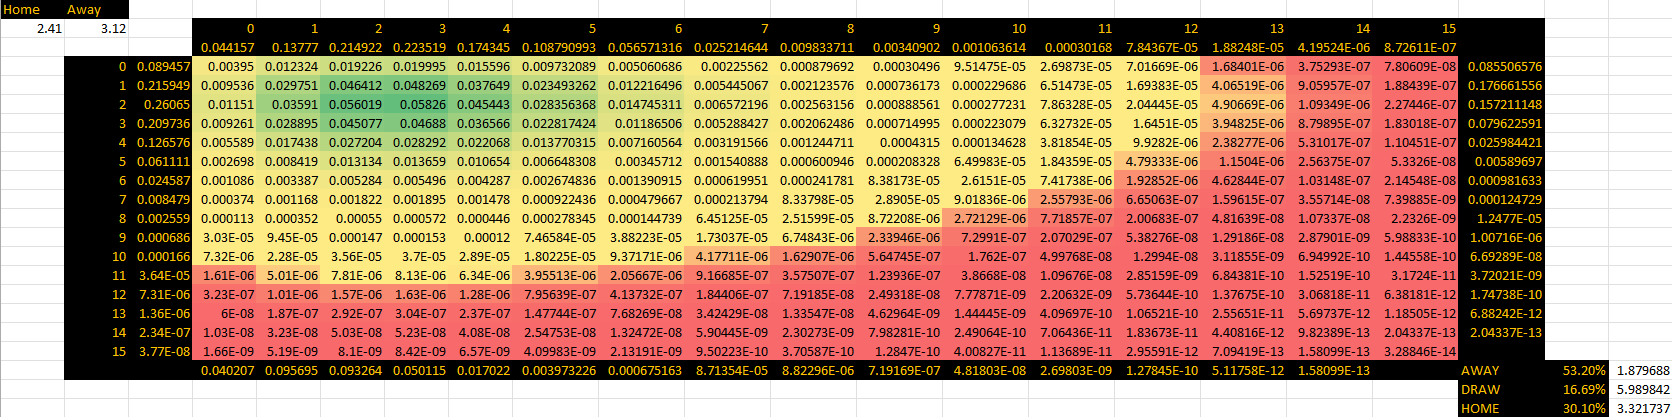 Home Away
2.41 3.12 0 1 2 3 4 5 6 7 8 9 10 11 12 13 14 15
0.044157 0.13777 0.214922 0.223519 0.174345 0.108790993 0.056571316 0.025214644 0.009833711 0.00340902 0.001063614 0.00030168 7.84367E-05 1.88248E-05 4.19524E-06 8.72611E-07
0 0.089457 0.00395 0.012324 0.019226 0.019995 0.015596 0.009732089 0.005060686 0.00225562 0.000879692 0.00030496 9.51475E-05 2.69873E-05 7.01669E-06 1.68401E-06 3.75293E-07 7.80609E-08 0.085506576
1 0.215949 0.009536 0.029751 0.046412 0.048269 0.037649 0.023493262 0.012216496 0.005445067 0.002123576 0.000736173 0.000229686 6.51473E-05 1.69383E-05 4.06519E-06 9.05957E-07 1.88439E-07 0.176661556
2 0.26065 0.01151 0.03591 0.056019 0.05826 0.045443 0.028356368 0.014745311 0.006572196 0.002563156 0.000888561 0.000277231 7.86328E-05 2.04445E-05 4.90669E-06 1.09349E-06 2.27446E-07 0.157211148
3 0.209736 0.009261 0.028895 0.045077 0.04688 0.036566 0.022817424 0.01186506 0.005288427 0.002062486 0.000714995 0.000223079 6.32732E-05 1.6451E-05 3.94825E-06 8.79895E-07 1.83018E-07 0.079622591
4 0.126576 0.005589 0.017438 0.027204 0.028292 0.022068 0.013770315 0.007160564 0.003191566 0.001244711 0.0004315 0.000134628 3.81854E-05 9.9282E-06 2.38277E-06 5.31017E-07 1.10451E-07 0.025984421
5 0.061111 0.002698 0.008419 0.013134 0.013659 0.010654 0.006648308 0.00345712 0.001540888 0.000600946 0.000208328 6.49983E-05 1.84359E-05 4.79333E-06 1.1504E-06 2.56375E-07 5.3326E-08 0.00589697
6 0.024587 0.001086 0.003387 0.005284 0.005496 0.004287 0.002674836 0.001390915 0.000619951 0.000241781 8.38173E-05 2.6151E-05 7.41738E-06 1.92852E-06 4.62844E-07 1.03148E-07 2.14548E-08 0.000981633
7 0.008479 0.000374 0.001168 0.001822 0.001895 0.001478 0.000922436 0.000479667 0.000213794 8.33798E-05 2.8905E-05 9.01836E-06 2.55793E-06 6.65063E-07 1.59615E-07 3.55714E-08 7.39885E-09 0.000124729
8 0.002559 0.000113 0.000352 0.00055 0.000572 0.000446 0.000278345 0.000144739 6.45125E-05 2.51599E-05 8.72208E-06 2.72129E-06 7.71857E-07 2.00683E-07 4.81639E-08 1.07337E-08 2.2326E-09 1.2477E-05
9 0.000686 3.03E-05 9.45E-05 0.000147 0.000153 0.00012 7.46584E-05 3.88223E-05 1.73037E-05 6.74843E-06 2.33946E-06 7.2991E-07 2.07029E-07 5.38276E-08 1.29186E-08 2.87901E-09 5.98833E-10 1.00716E-06
10 0.000166 7.32E-06 2.28E-05 3.56E-05 3.7E-05 2.89E-05 1.80225E-05 9.37171E-06 4.17711E-06 1.62907E-06 5.64745E-07 1.762E-07 4.99768E-08 1.2994E-08 3.11855E-09 6.94992E-10 1.44558E-10 6.69289E-08
11 3.64E-05 1.61E-06 5.01E-06 7.81E-06 8.13E-06 6.34E-06 3.95513E-06 2.05667E-06 9.16685E-07 3.57507E-07 1.23936E-07 3.8668E-08 1.09676E-08 2.85159E-09 6.84381E-10 1.52519E-10 3.1724E-11 3.72021E-09
12 7.31E-06 3.23E-07 1.01E-06 1.57E-06 1.63E-06 1.28E-06 7.95639E-07 4.13732E-07 1.84406E-07 7.19185E-08 2.49318E-08 7.77871E-09 2.20632E-09 5.73644E-10 1.37675E-10 3.06818E-11 6.38181E-12 1.74738E-10
13 1.36E-06 6E-08 1.87E-07 2.92E-07 3.04E-07 2.37E-07 1.47744E-07 7.68269E-08 3.42429E-08 1.33547E-08 4.62964E-09 1.44445E-09 4.09697E-10 1.06521E-10 2.55651E-11 5.69737E-12 1.18505E-12 6.88242E-12
14 2.34E-07 1.03E-08 3.23E-08 5.03E-08 5.23E-08 4.08E-08 2.54753E-08 1.32472E-08 5.90445E-09 2.30273E-09 7.98281E-10 2.49064E-10 7.06436E-11 1.83673E-11 4.40816E-12 9.82389E-13 2.04337E-13 2.04337E-13
15 3.77E-08 1.66E-09 5.19E-09 8.1E-09 8.42E-09 6.57E-09 4.09983E-09 2.13191E-09 9.50223E-10 3.70587E-10 1.2847E-10 4.00827E-11 1.13689E-11 2.95591E-12 7.09419E-13 1.58099E-13 3.28846E-14
0.040207 0.095695 0.093264 0.050115 0.017022 0.003973226 0.000675163 8.71354E-05 8.82296E-06 7.19169E-07 4.81803E-08 2.69803E-09 1.27845E-10 5.11758E-12 1.58099E-13 AWAY 53.20% 1.879688
DRAW 16.69% 5.989842
HOME 30.10% 3.321737